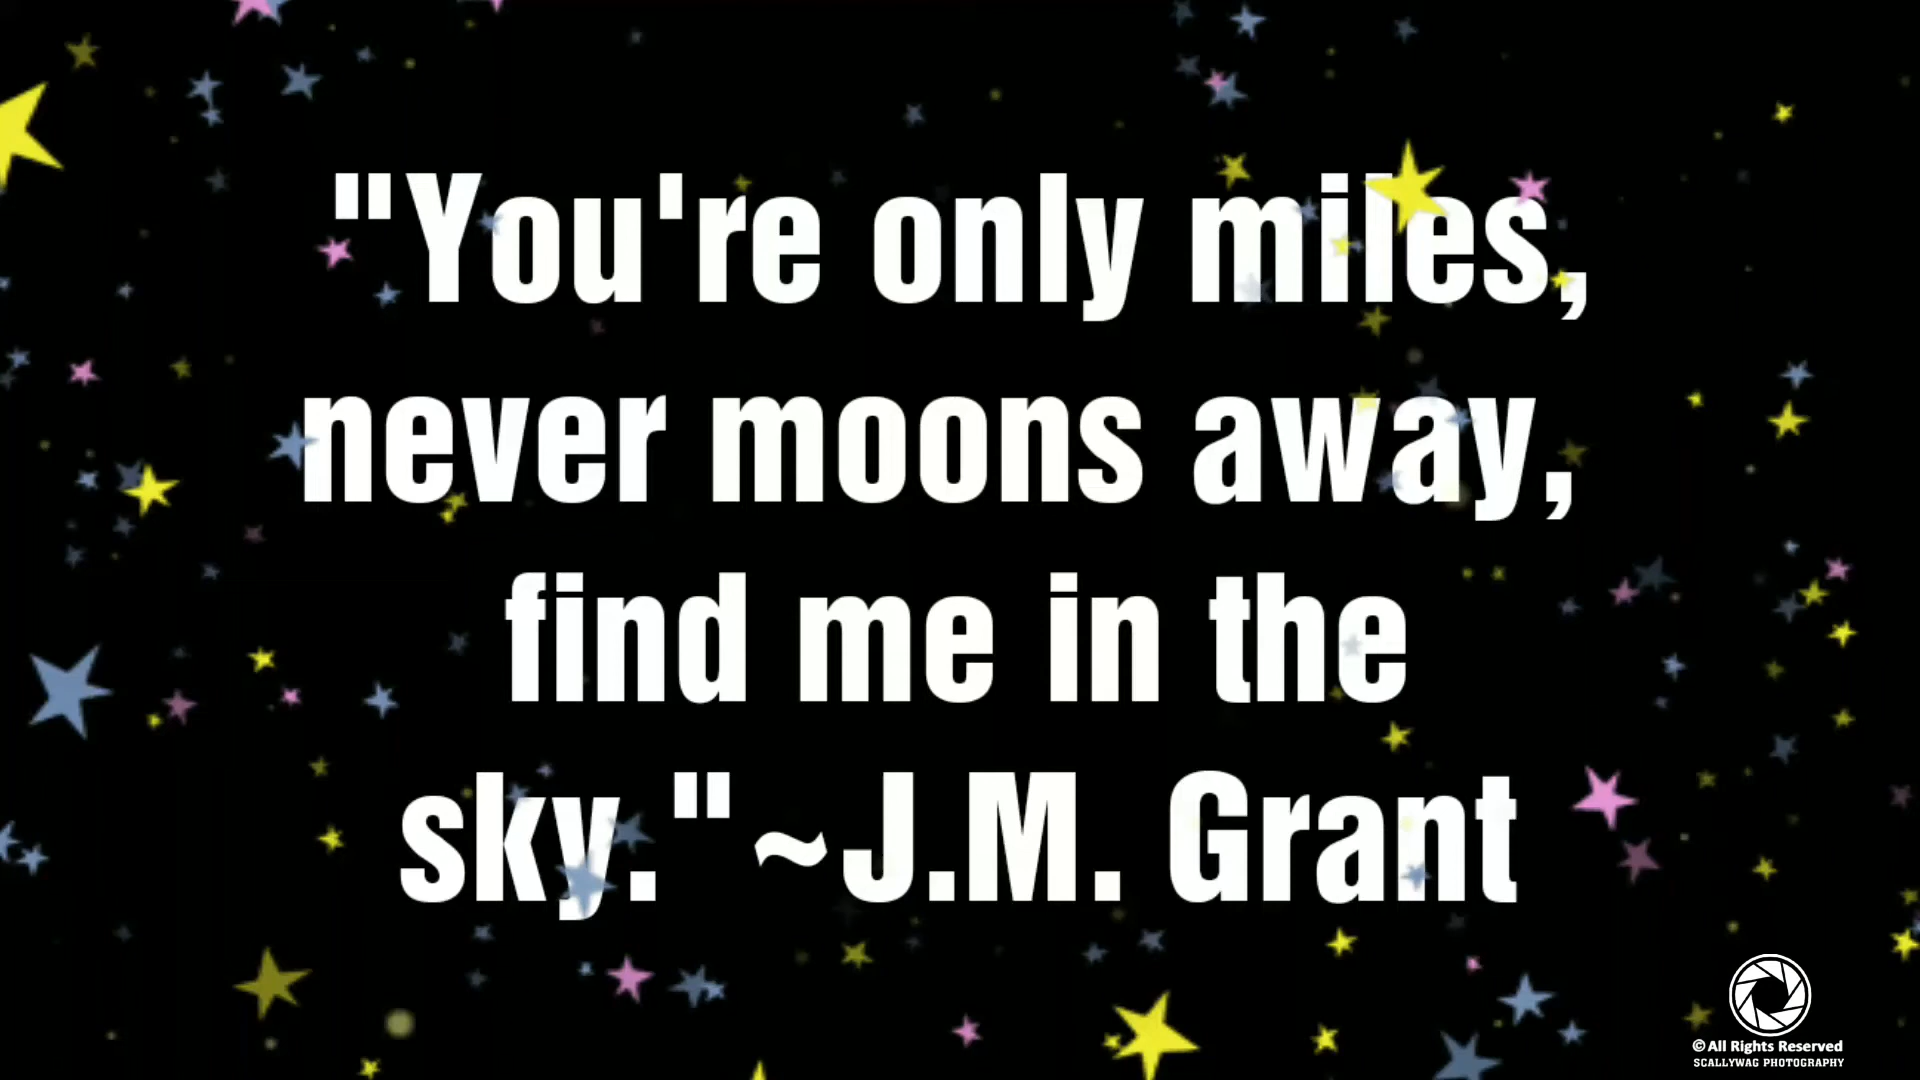 "You're only miles,
never moons away,
find me in the
sky."~J.M. Grant
© All Rights Reserved
SCALLYWAG PHOTOGRAPHY